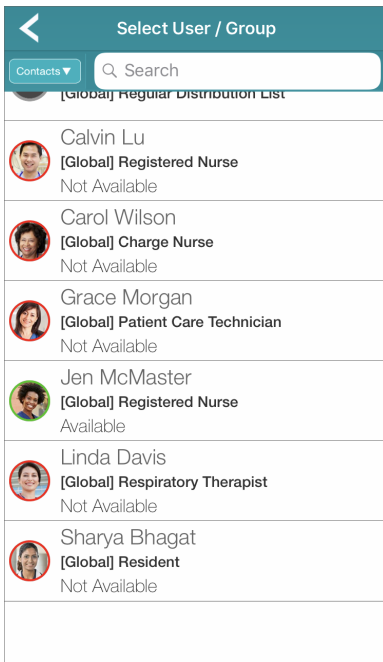 Select User / Group
Contacts▼
Search
[Global] Regular Distribution List
Calvin Lu
[Global] Registered Nurse
Not Available
Carol Wilson
[Global] Charge Nurse
Not Available
Grace Morgan
[Global] Patient Care Technician
Not Available
Jen McMaster
[Global] Registered Nurse
Available
Linda Davis
[Global] Respiratory Therapist
Not Available
Sharya Bhagat
[Global] Resident
Not Available